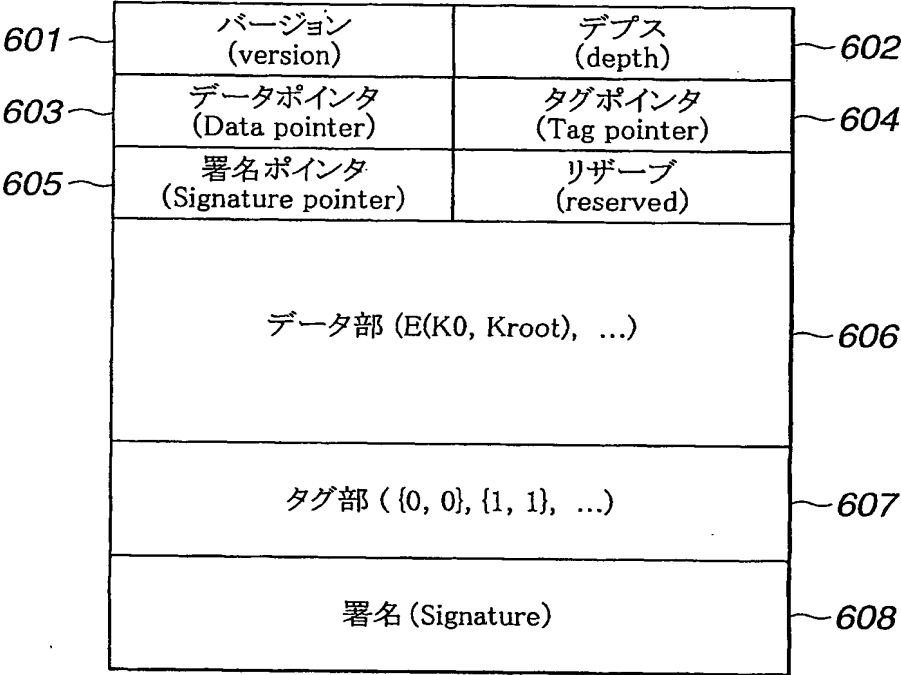 601
バージョン
(version)
デプス
(depth)
602
603
データポインタ
(Data pointer)
タグポインタ
(Tag pointer)
604
605
署名ポインタ
(Signature pointer)
リザーブ
(reserved)
データ部 (E(K0, Kroot), ...)
606
タグ部 ( {0, 0}, {1, 1}, ...)
607
署名 (Signature)
608